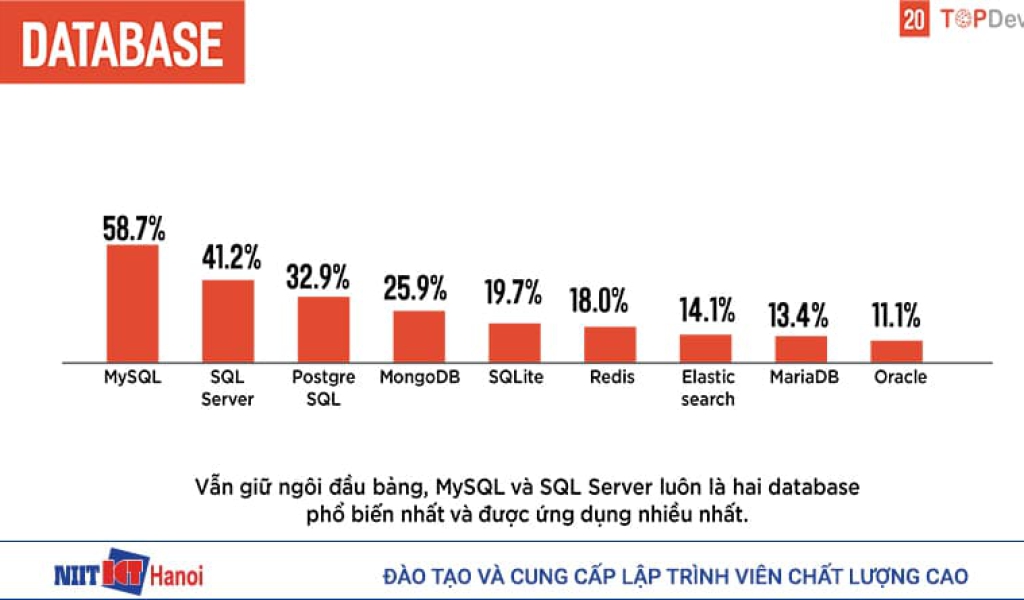 DATABASE
20 TOPDev
58.7%
41.2%
32.9%
25.9%
19.7%
18.0%
14.1%
13.4%
11.1%
MySQL
SQL
Server
Postgre
SQL
MongoDB
SQLite
Redis
Elastic
search
MariaDB
Oracle
Vẫn giữ ngôi đầu bảng, MySQL và SQL Server luôn là hai database
phổ biến nhất và được ứng dụng nhiều nhất.
NIIT ICT Hanoi
ĐÀO TẠO VÀ CUNG CẤP LẬP TRÌNH VIÊN CHẤT LƯỢNG CAO